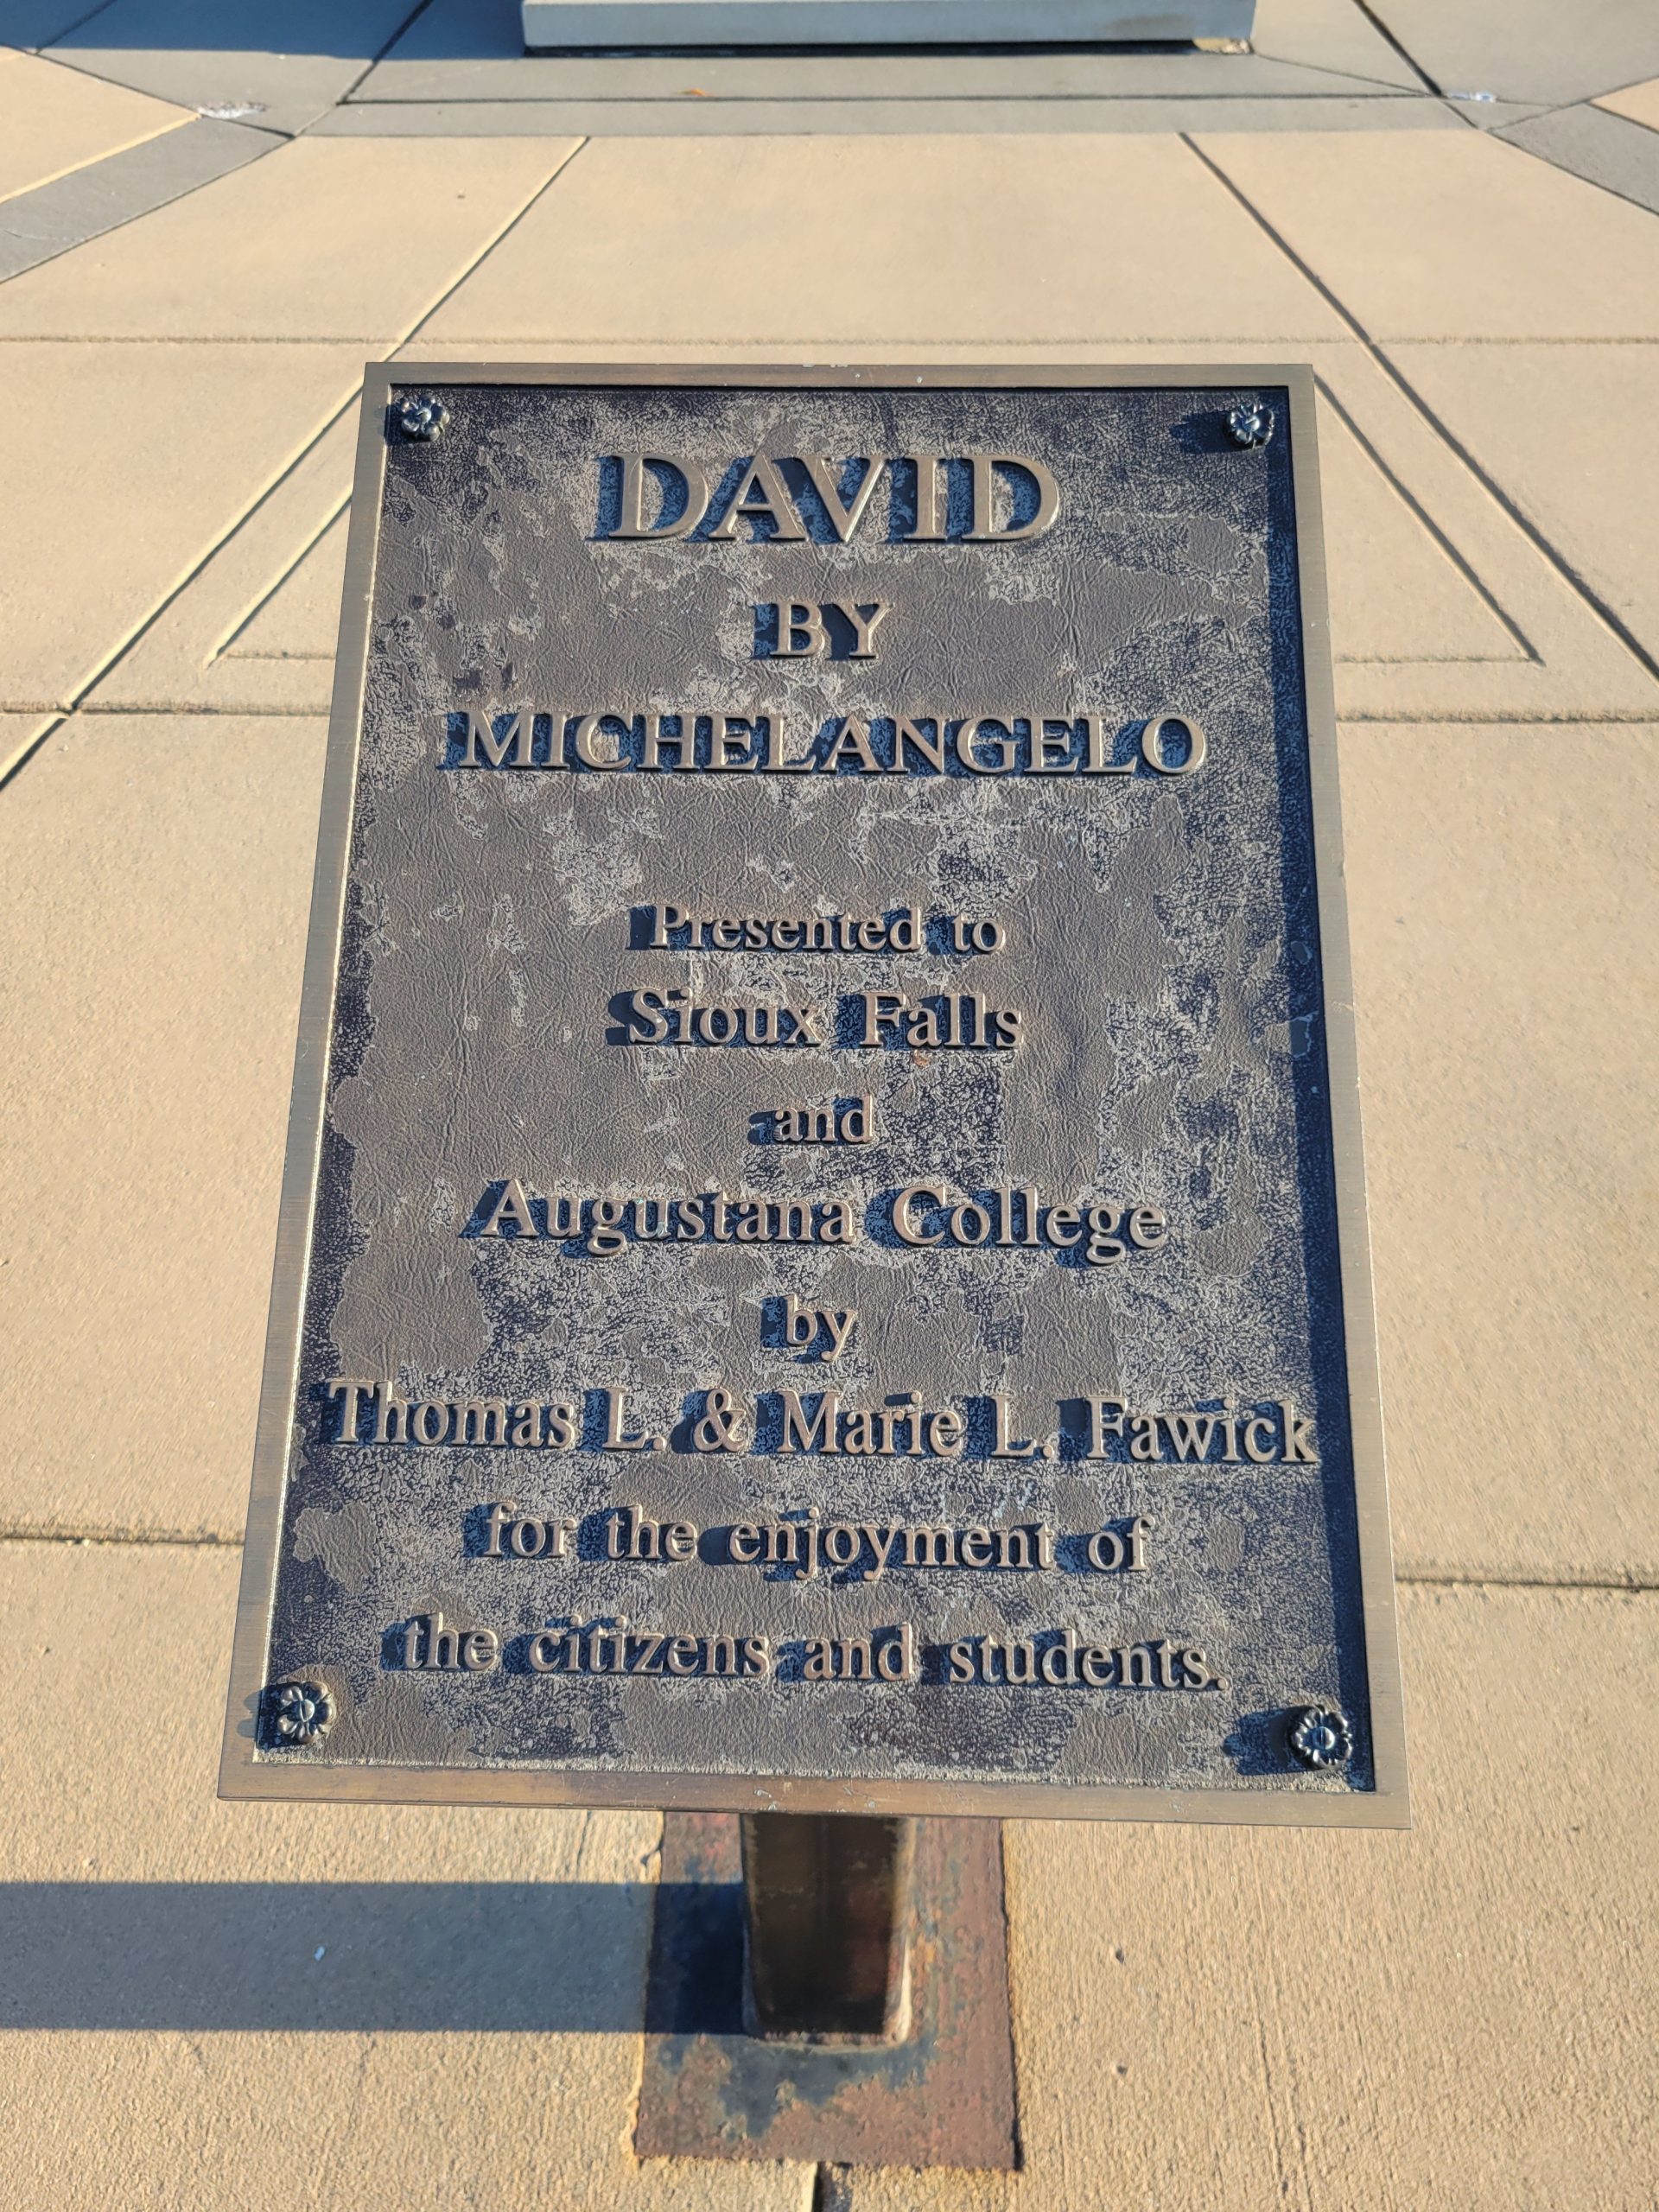 DAVID
BY
MICHELANGELO
Presented to
Sioux Falls
and
Augustana College
by
Thomas L. & Marie L. Fawick
for the enjoyment of
the citizens and students.